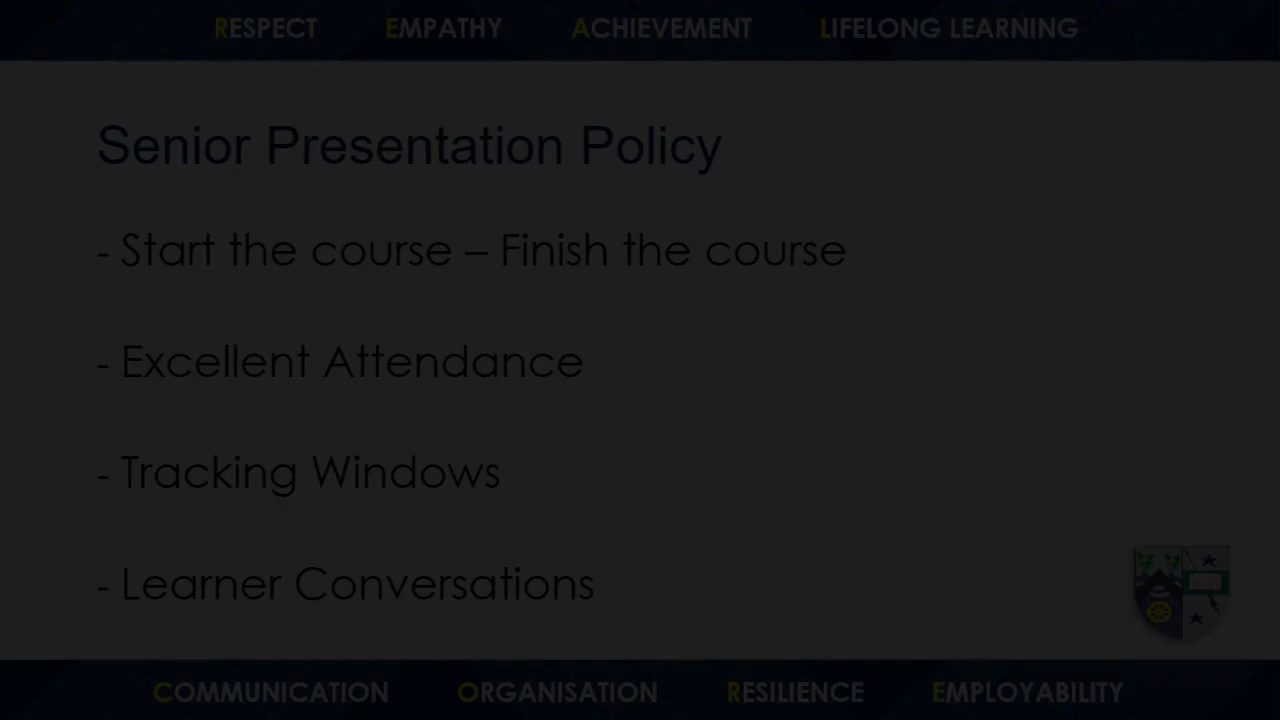 RESPECT EMPATHY ACHIEVEMENT LIFELONG LEARNING
Senior Presentation Policy
- Start the course – Finish the course
- Excellent Attendance
- Tracking Windows
- Learner Conversations
COMMUNICATION ORGANISATION RESILIENCE EMPLOYABILITY